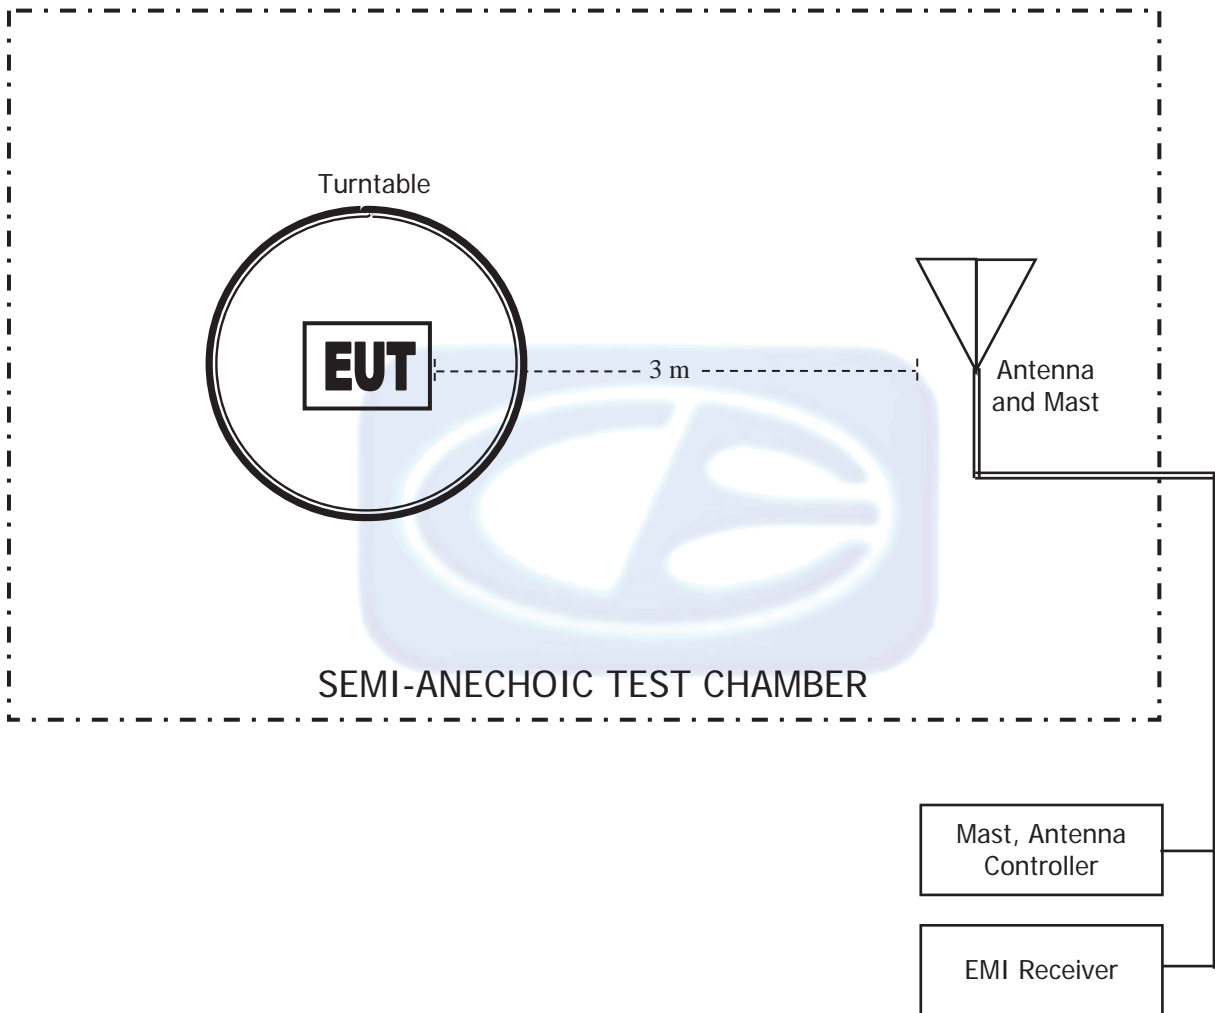 Turntable
EUT
3 m
Antenna
and Mast
SEMI-ANECHOIC TEST CHAMBER
Mast, Antenna
Controller
EMI Receiver